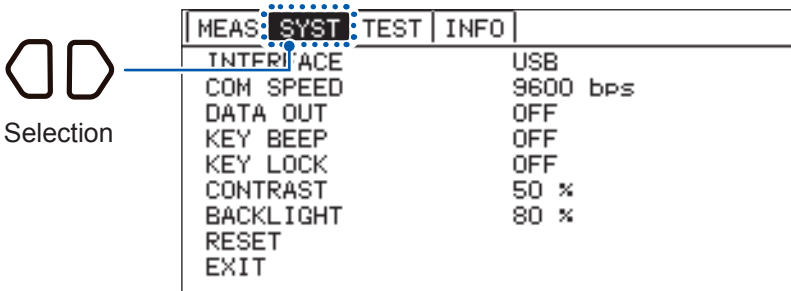 MEAS SYST TEST INFO
INTERFACE USB
COM SPEED 9600 bps
DATA OUT OFF
KEY BEEP OFF
KEY LOCK OFF
CONTRAST 50 %
BACKLIGHT 80 %
RESET
EXIT
Selection